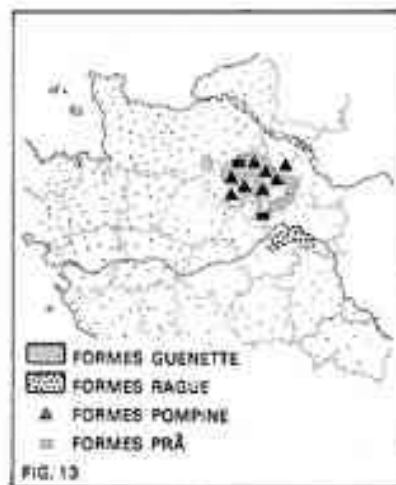 FORMES GUENETTE
FORMES RAGUE
FORMES POMPINE
FORMES PRÂ
FIG. 13